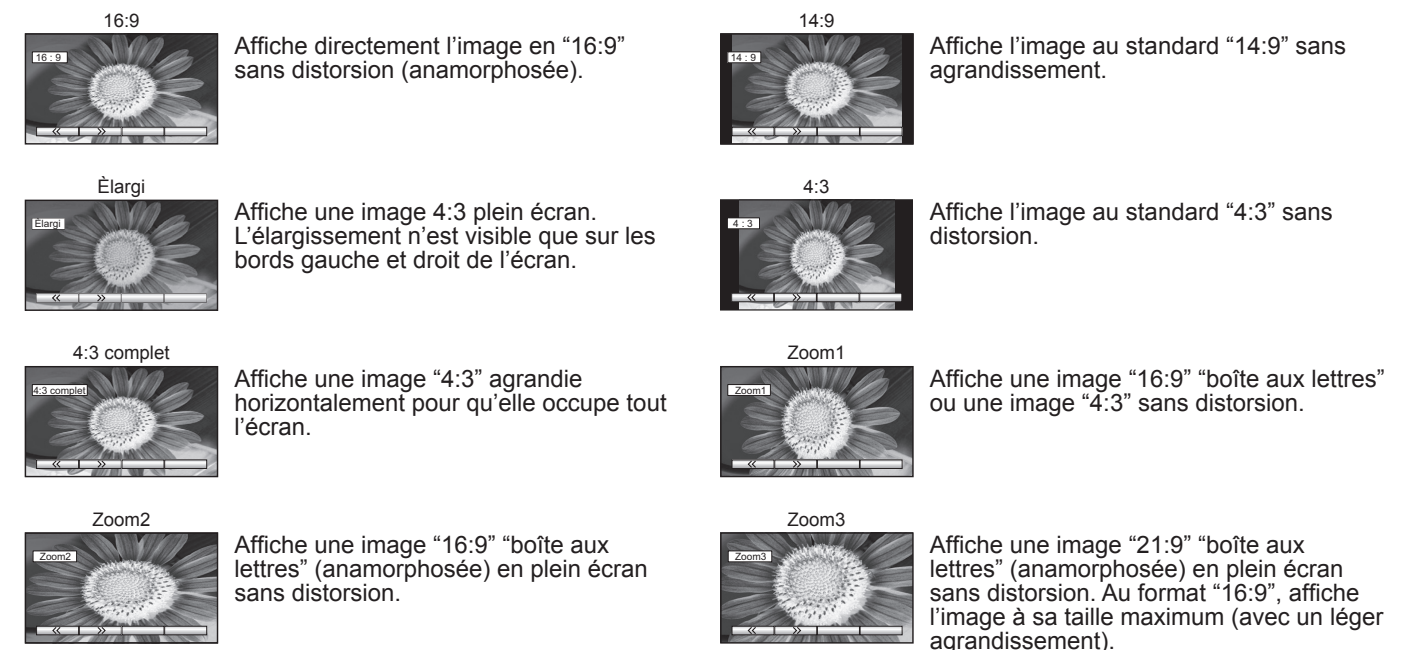 16:9
16 : 9
Affiche directement l’image en “16:9”
sans distorsion (anamorphosée).
14:9
14 : 9
Affiche l’image au standard “14:9” sans
agrandissement.
Èlargi
Èlargi
Affiche une image 4:3 plein écran.
L’élargissement n’est visible que sur les
bords gauche et droit de l’écran.
4:3
4 : 3
Affiche l’image au standard “4:3” sans
distorsion.
4:3 complet
4:3 complet
Affiche une image “4:3” agrandie
horizontalement pour qu’elle occupe tout
l’écran.
Zoom1
Zoom1
Affiche une image “16:9” “boîte aux lettres”
ou une image “4:3” sans distorsion.
Zoom2
Zoom2
Affiche une image “16:9” “boîte aux
lettres” (anamorphosée) en plein écran
sans distorsion.
Zoom3
Zoom3
Affiche une image “21:9” “boîte aux
lettres” (anamorphosée) en plein écran
sans distorsion. Au format “16:9”, affiche
l’image à sa taille maximum (avec un léger
agrandissement).